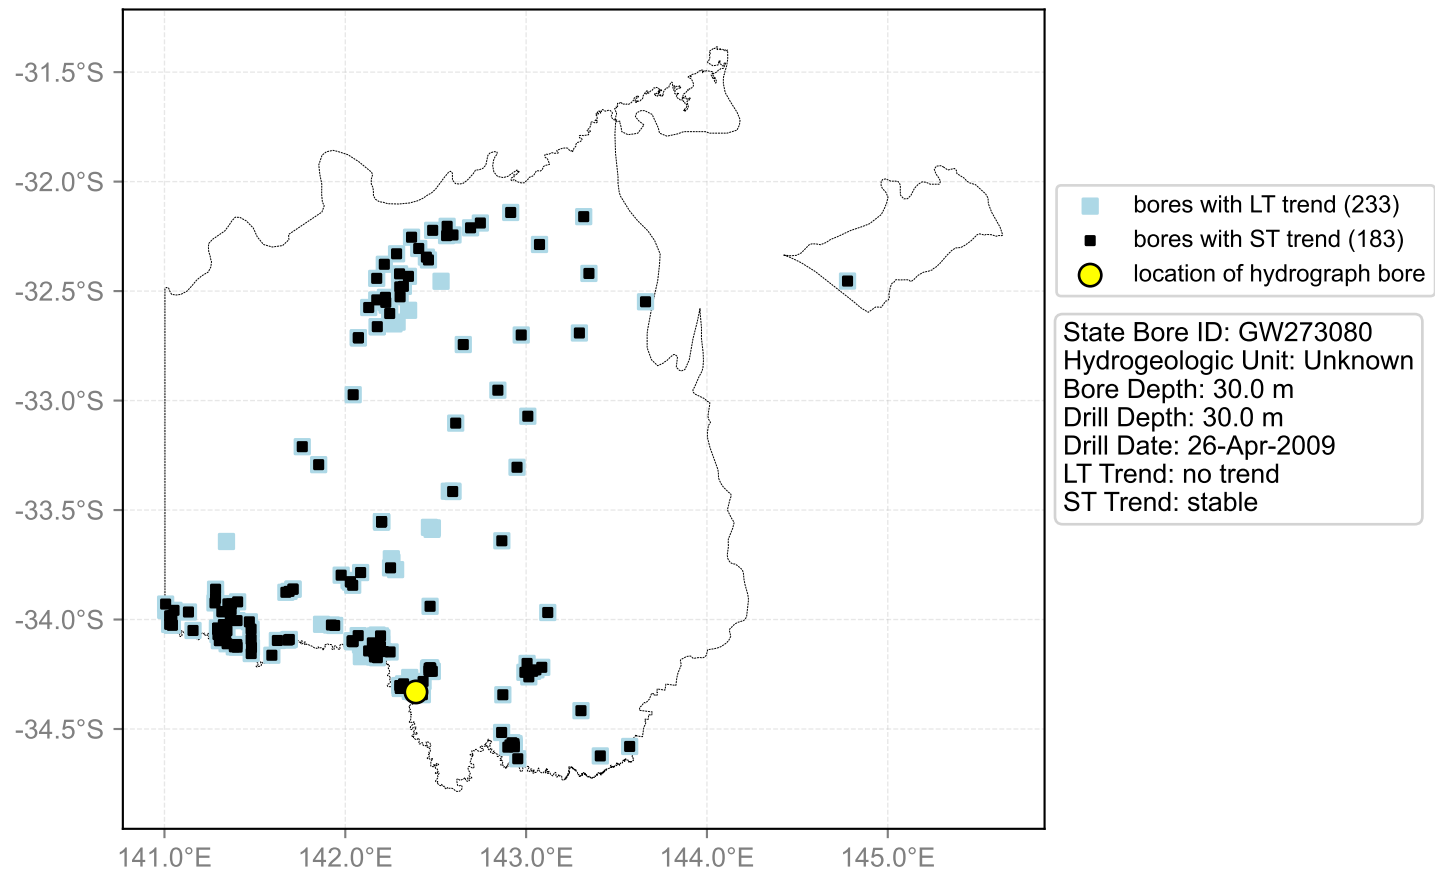 -31.5°S
-32.0°S
-32.5°S
-33.0°S
-33.5°S
-34.0°S
-34.5°S
141.0°E
142.0°E
143.0°E
144.0°E
145.0°E
bores with LT trend (233)
bores with ST trend (183)
location of hydrograph bore
State Bore ID: GW273080
Hydrogeologic Unit: Unknown
Bore Depth: 30.0 m
Drill Depth: 30.0 m
Drill Date: 26-Apr-2009
LT Trend: no trend
ST Trend: stable